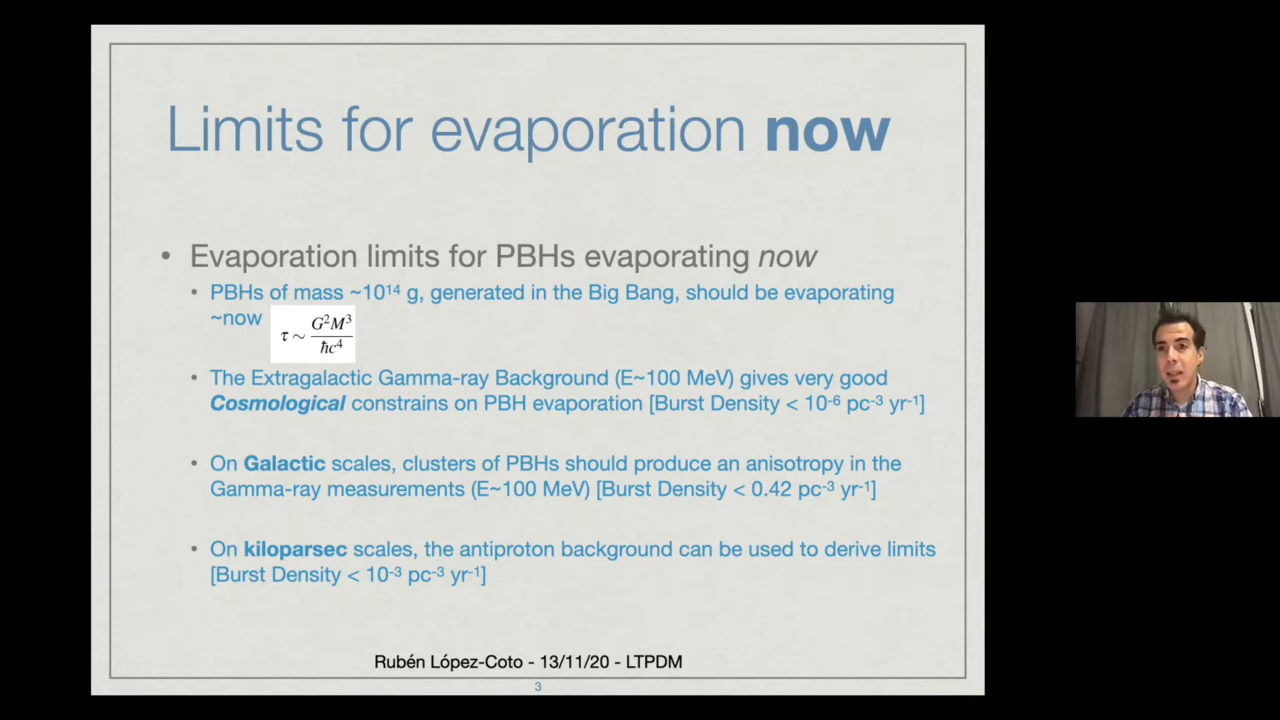 Limits for evaporation now
• Evaporation limits for PBHs evaporating now
• PBHs of mass ~10¹⁴ g, generated in the Big Bang, should be evaporating
~now τ ~ G²M³/ħc⁴
• The Extragalactic Gamma-ray Background (E~100 MeV) gives very good
Cosmological constrains on PBH evaporation [Burst Density < 10⁻⁶ pc⁻³ yr⁻¹]
• On Galactic scales, clusters of PBHs should produce an anisotropy in the
Gamma-ray measurements (E~100 MeV) [Burst Density < 0.42 pc⁻³ yr⁻¹]
• On kiloparsec scales, the antiproton background can be used to derive limits
[Burst Density < 10⁻³ pc⁻³ yr⁻¹]
Rubén López-Coto - 13/11/20 - LTPDM
3